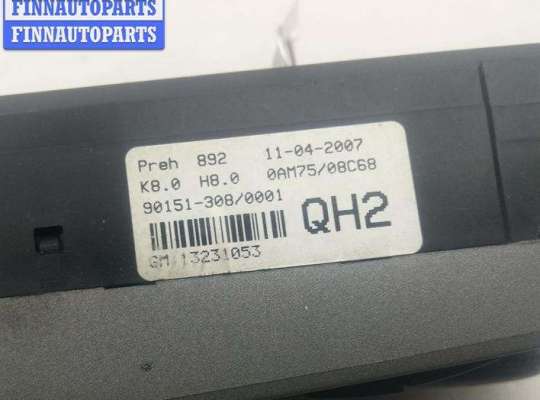 FINNAUTOPARTS
FINNAUTOPARTS
Preh 892 11-04-2007
K8.0 H8.0 0AM75/08C68
90151-308/0001
QH2
GM 13231053